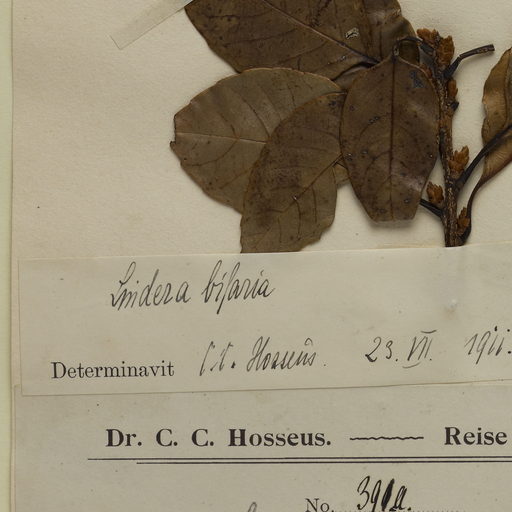 Lindera bifaria
Determinavit C. C. Hosseus. 23. VII. 1911.
Dr. C. C. Hosseus. Reise
No. 391a.